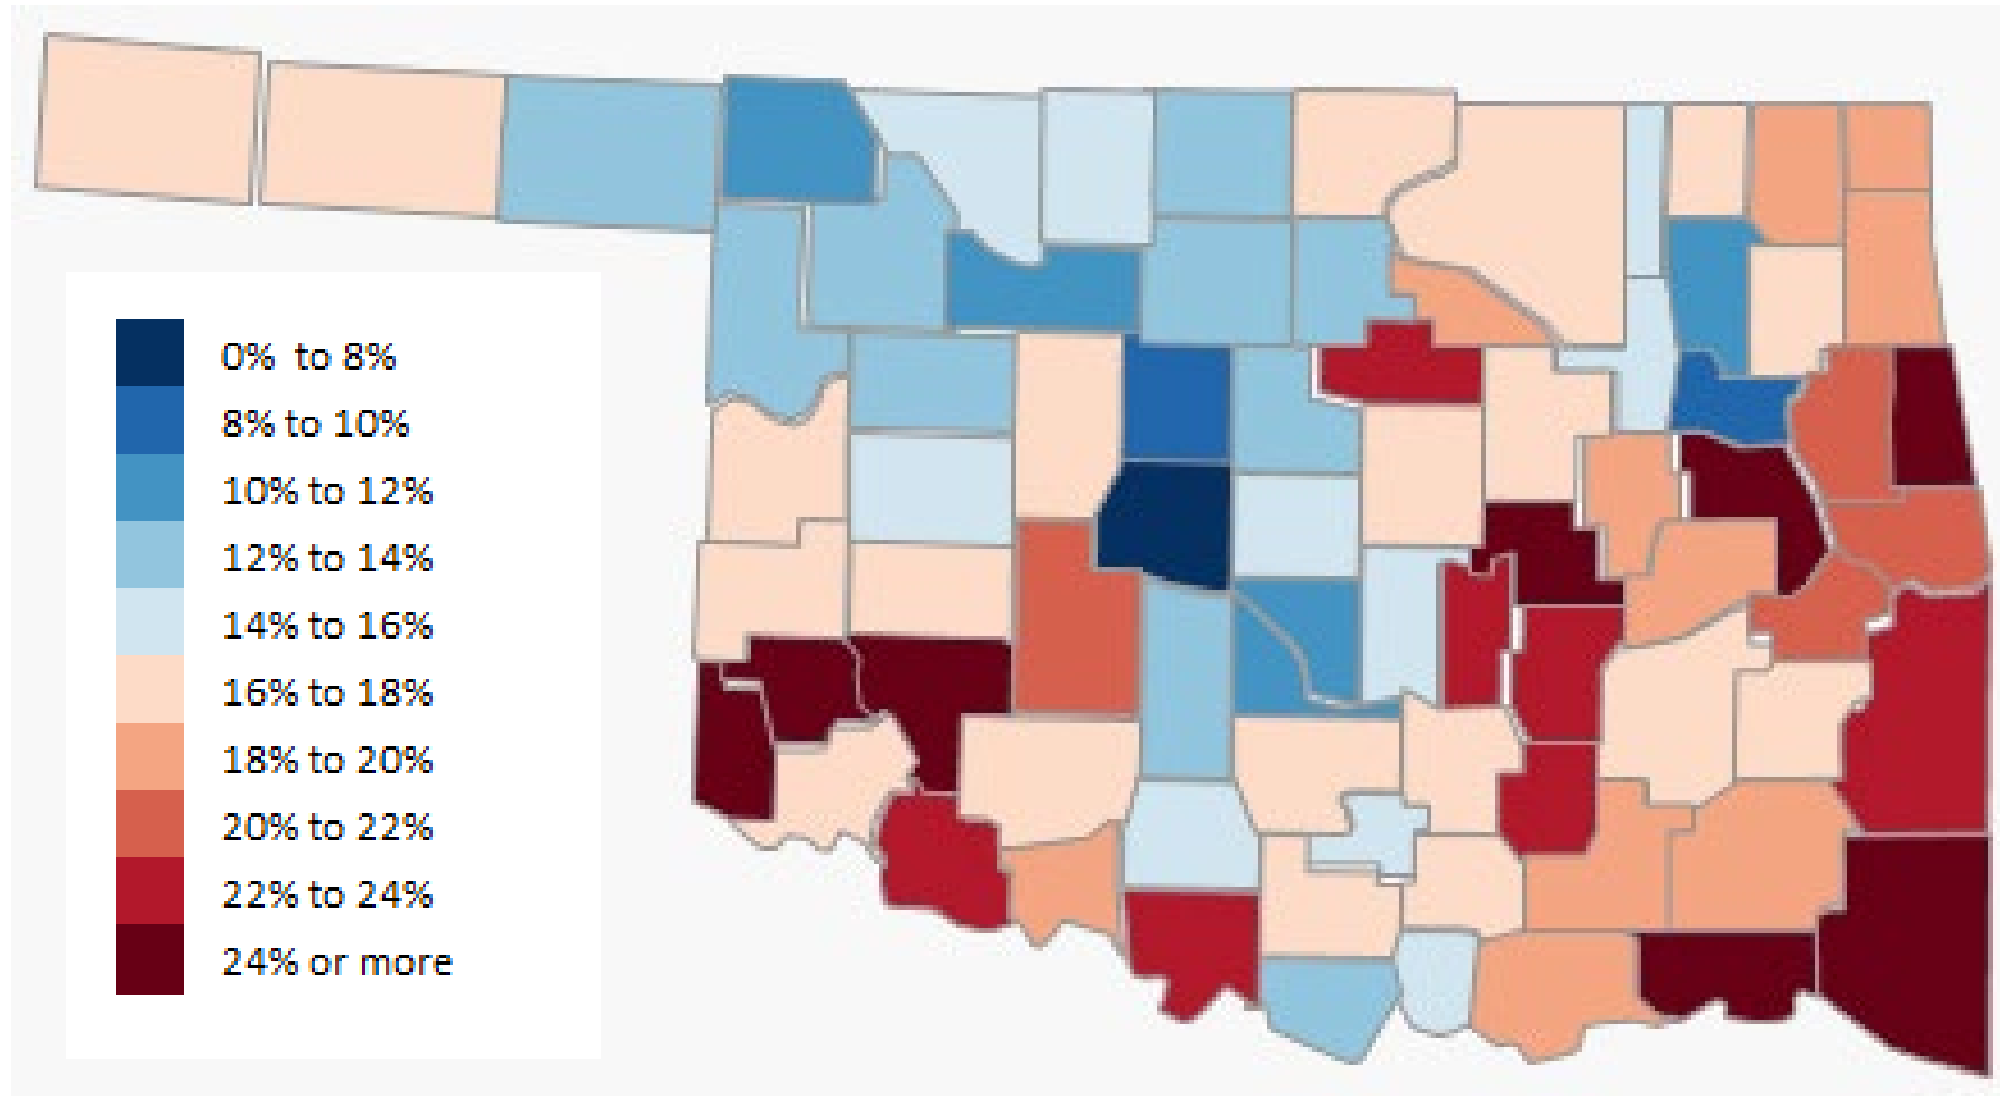 0% to 8%
8% to 10%
10% to 12%
12% to 14%
14% to 16%
16% to 18%
18% to 20%
20% to 22%
22% to 24%
24% or more